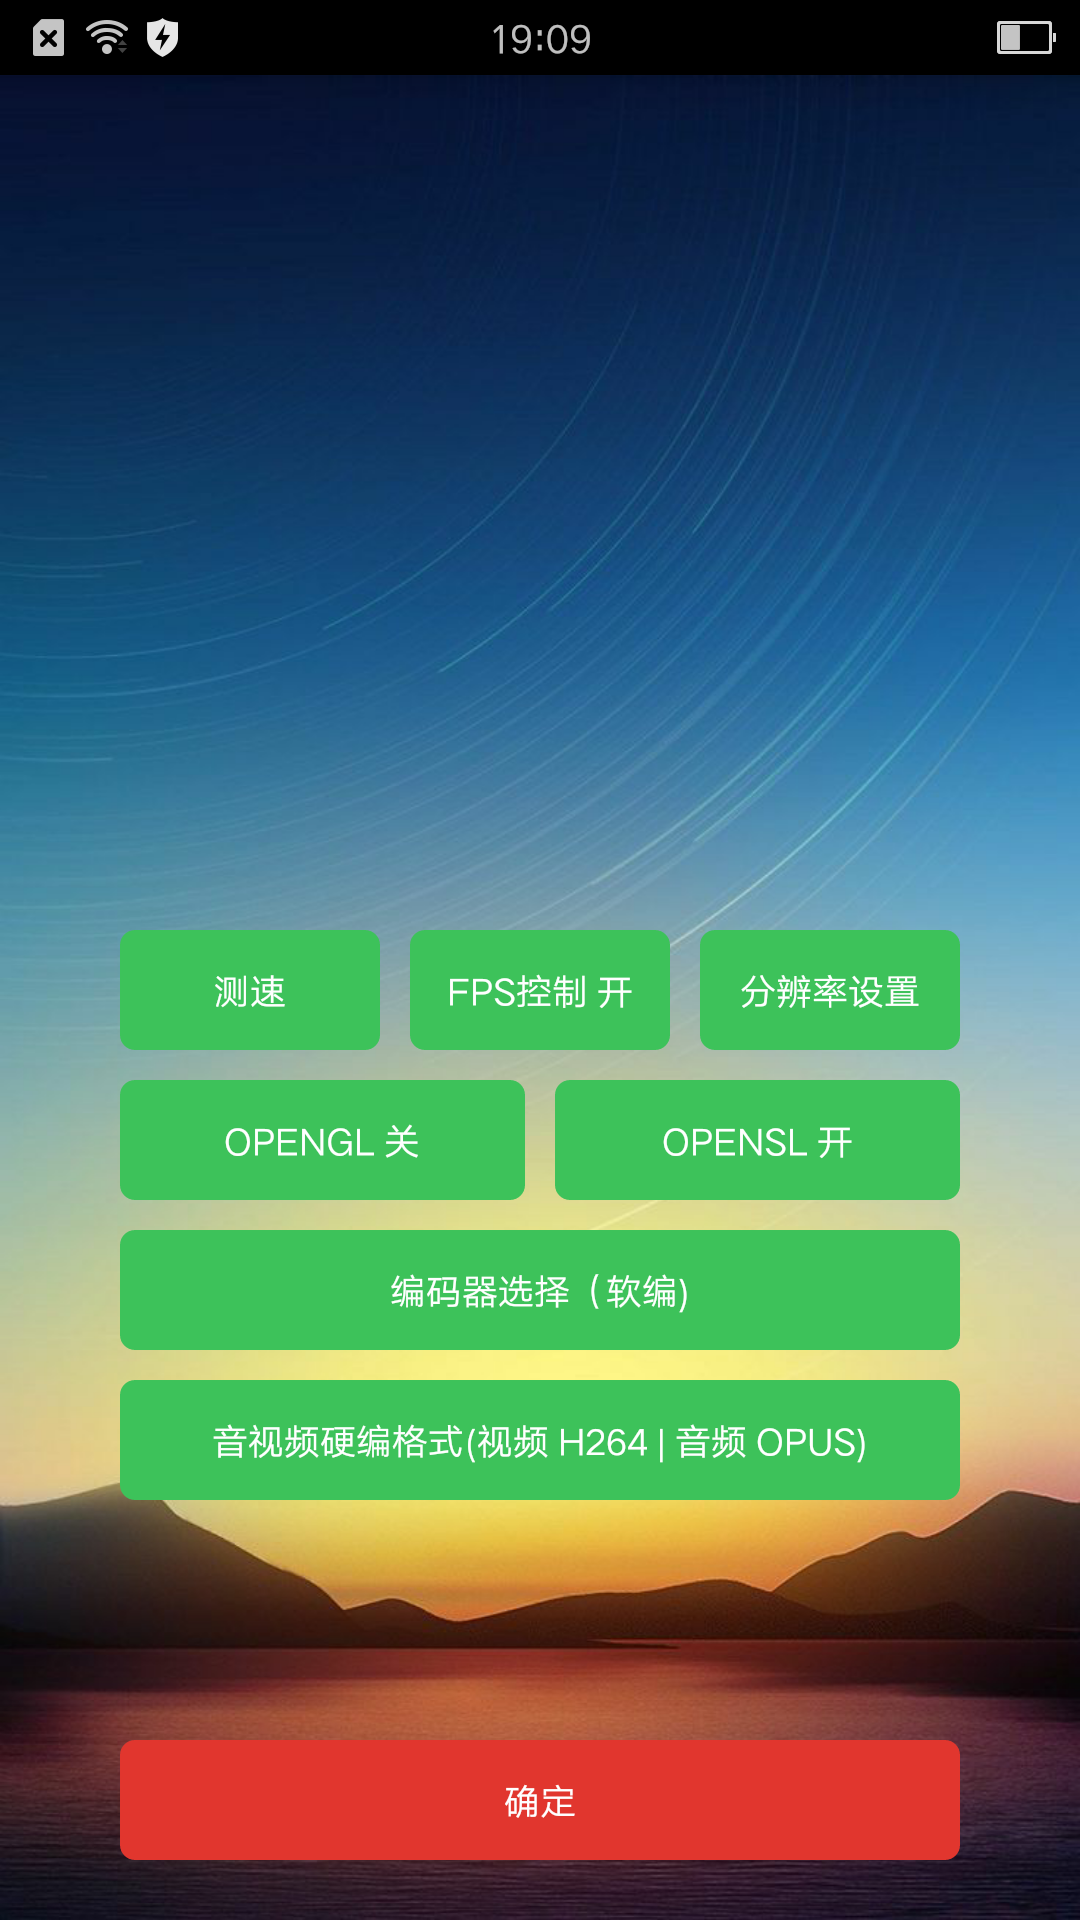 19:09
测速
FPS控制 开
分辨率设置
OPENGL 关
OPENSL 开
编码器选择（软编)
音视频硬编格式(视频 H264 | 音频 OPUS)
确定